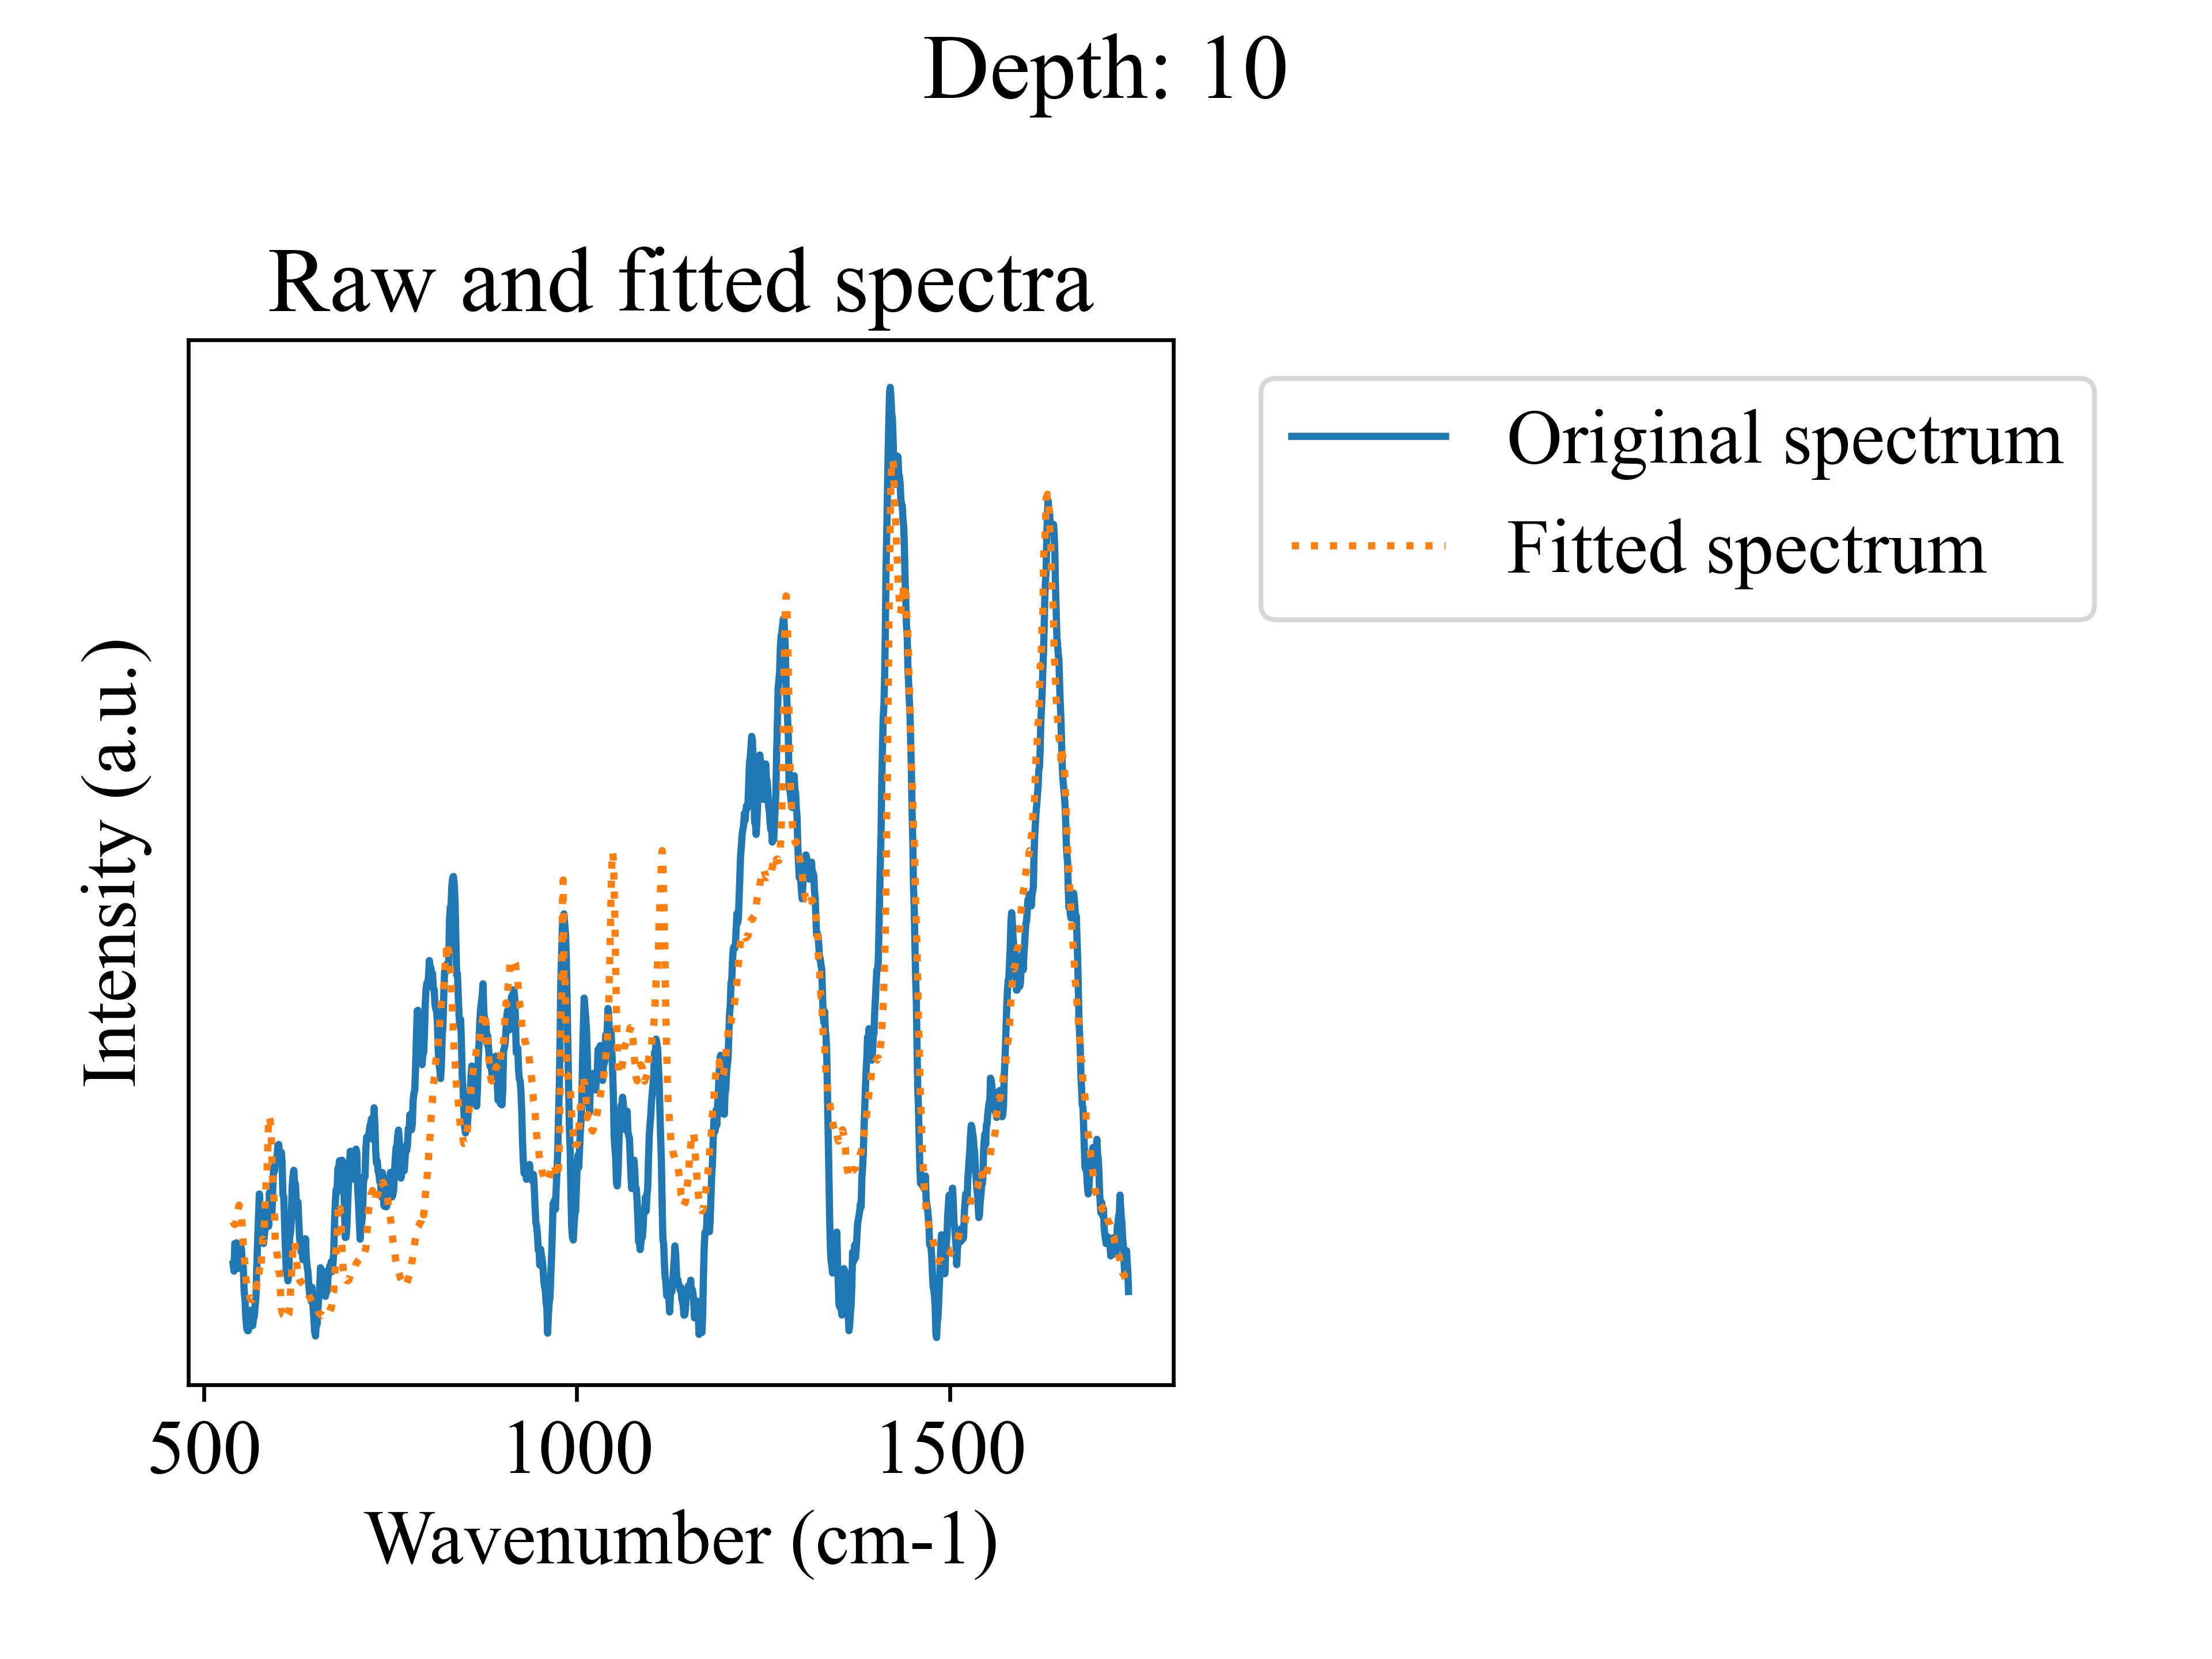 Depth: 10
Raw and fitted spectra
Original spectrum
Fitted spectrum
Intensity (a.u.)
500 1000 1500
Wavenumber (cm-1)